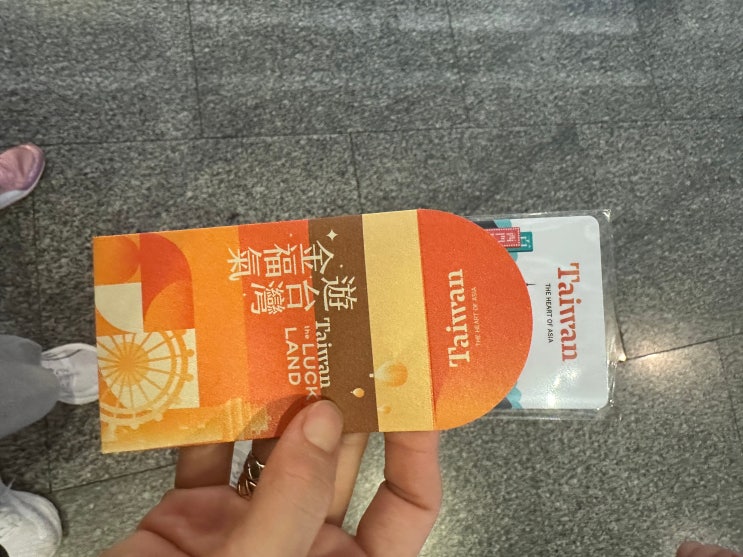 Taiwan
THE HEART OF ASIA
Taiwan
THE HEART OF ASIA
遊台灣
金福氣
Taiwan
the LUCK
LAND